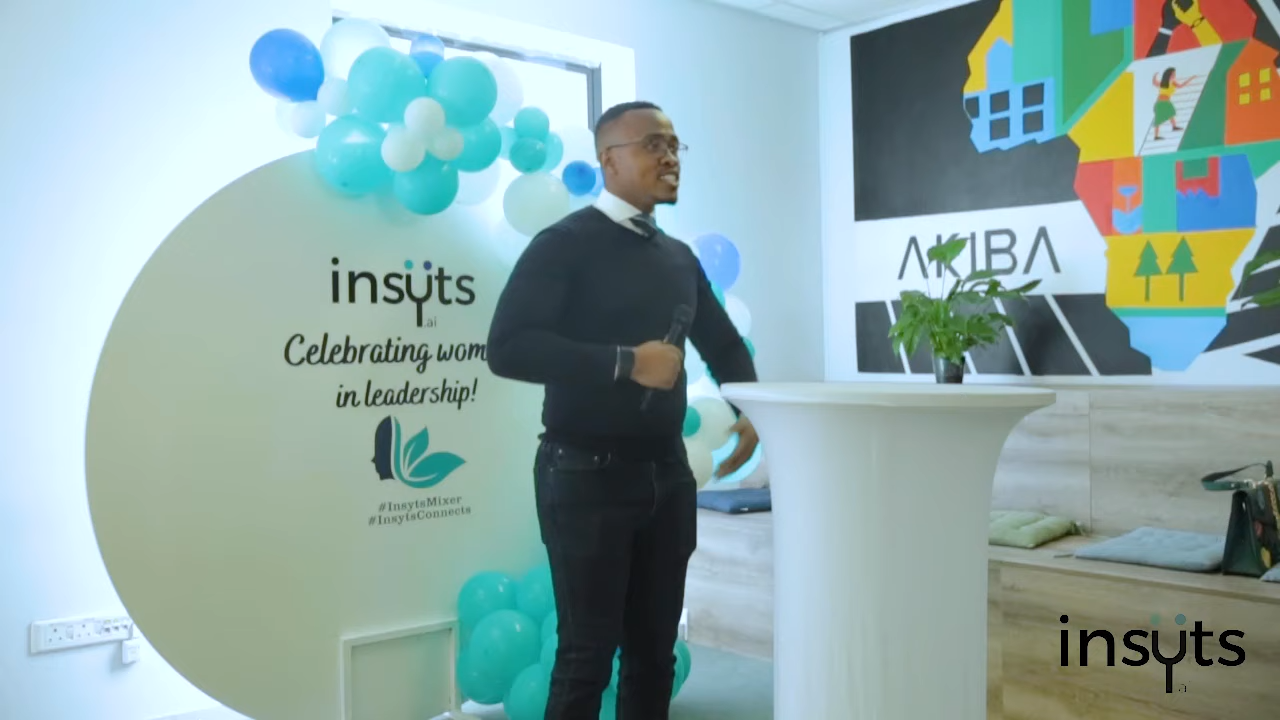 insyts
.ai
Celebrating wom
in leadership!
#InsytsMixer
#InsytsConnects
AKIBA
insyts
.ai